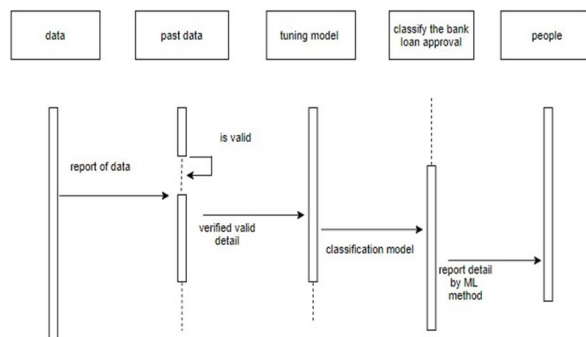 data
past data
tuning model
classify the bank
loan approval
people
is valid
report of data
verified valid
detail
classification model
report detail
by ML
method